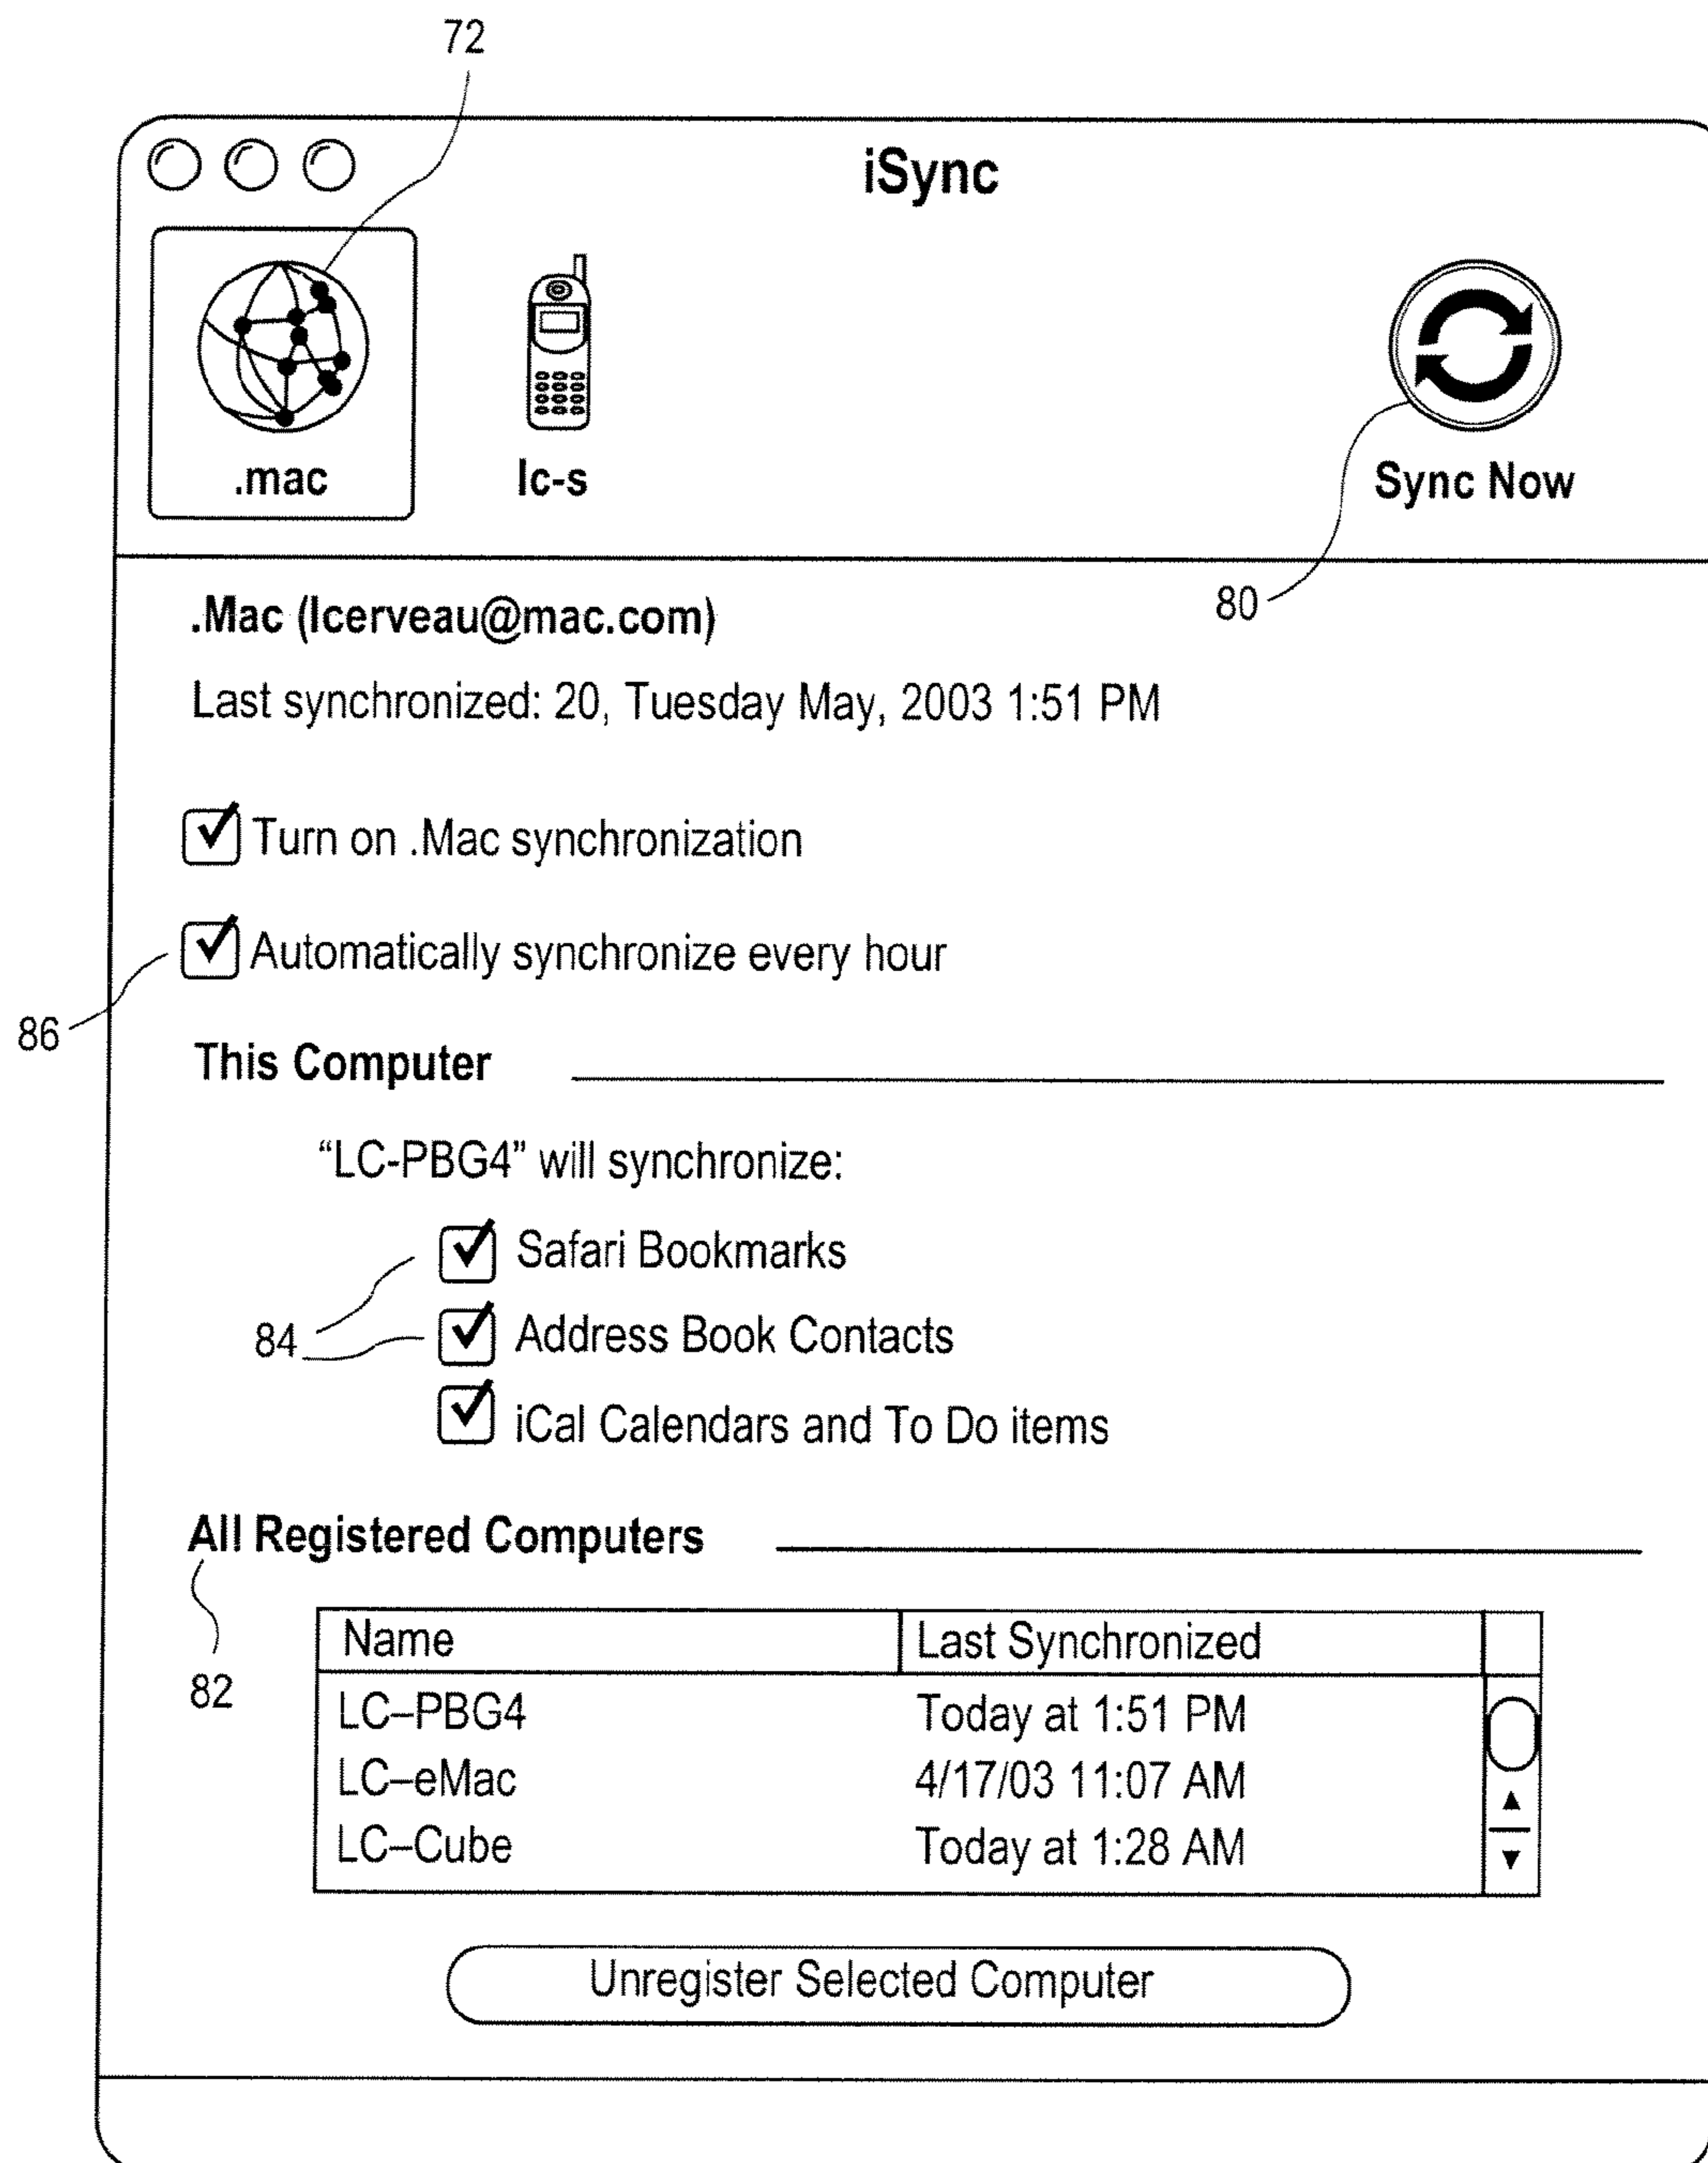 72
iSync
.mac
lc-s
Sync Now
80
.Mac (lcerveau@mac.com)
Last synchronized: 20, Tuesday May, 2003 1:51 PM
Turn on .Mac synchronization
Automatically synchronize every hour
86
This Computer
“LC-PBG4” will synchronize:
Safari Bookmarks
84
Address Book Contacts
iCal Calendars and To Do items
All Registered Computers
82
Name Last Synchronized
LC–PBG4 Today at 1:51 PM
LC–eMac 4/17/03 11:07 AM
LC–Cube Today at 1:28 AM
Unregister Selected Computer